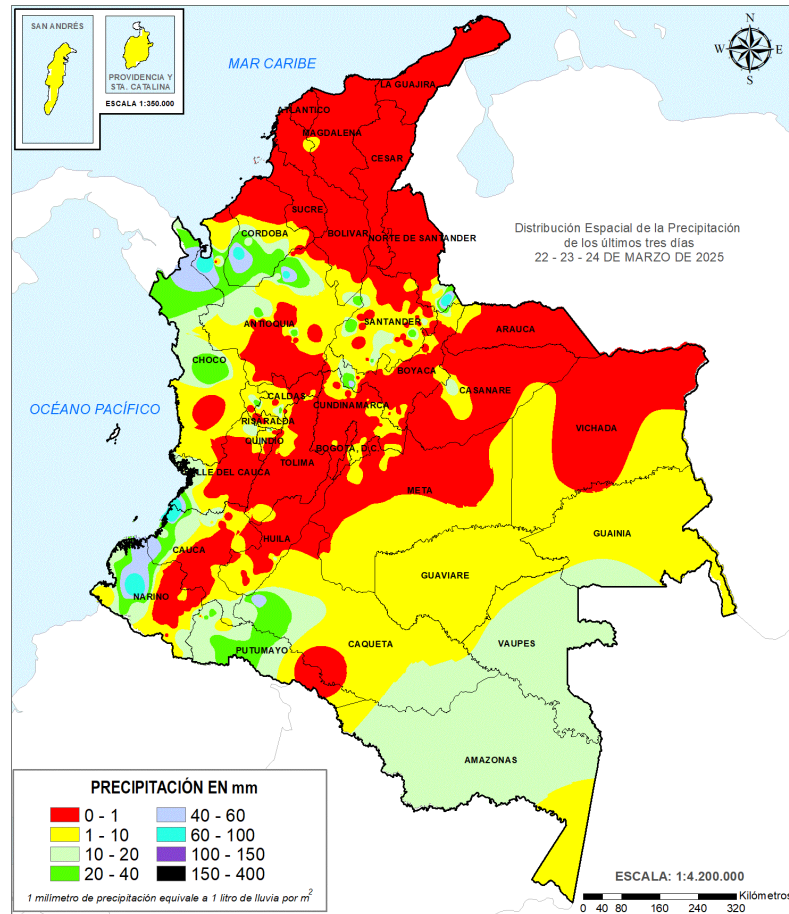 SAN ANDRÉS
PROVIDENCIA Y
STA. CATALINA
ESCALA 1:350.000
N
W E
S
MAR CARIBE
LA GUAJIRA
ATLANTICO
MAGDALENA
CESAR
SUCRE
CORDOBA
BOLIVAR
NORTE DE SANTANDER
Distribución Espacial de la Precipitación
de los últimos tres días
22 - 23 - 24 DE MARZO DE 2025
ANTIOQUIA
SANTANDER
ARAUCA
CHOCO
BOYACA
CASANARE
OCÉANO PACÍFICO
CALDAS
CUNDINAMARCA
RISARALDA
VICHADA
QUINDIO
BOGOTA, D.C.
TOLIMA
VALLE DEL CAUCA
META
GUAINIA
CAUCA
HUILA
GUAVIARE
NARIÑO
PUTUMAYO
CAQUETA
VAUPES
AMAZONAS
PRECIPITACIÓN EN mm
0 - 1 40 - 60
1 - 10 60 - 100
10 - 20 100 - 150
20 - 40 150 - 400
1 milímetro de precipitación equivale a 1 litro de lluvia por m2
ESCALA: 1:4.200.000
Kilómetros
0 40 80 160 240 320